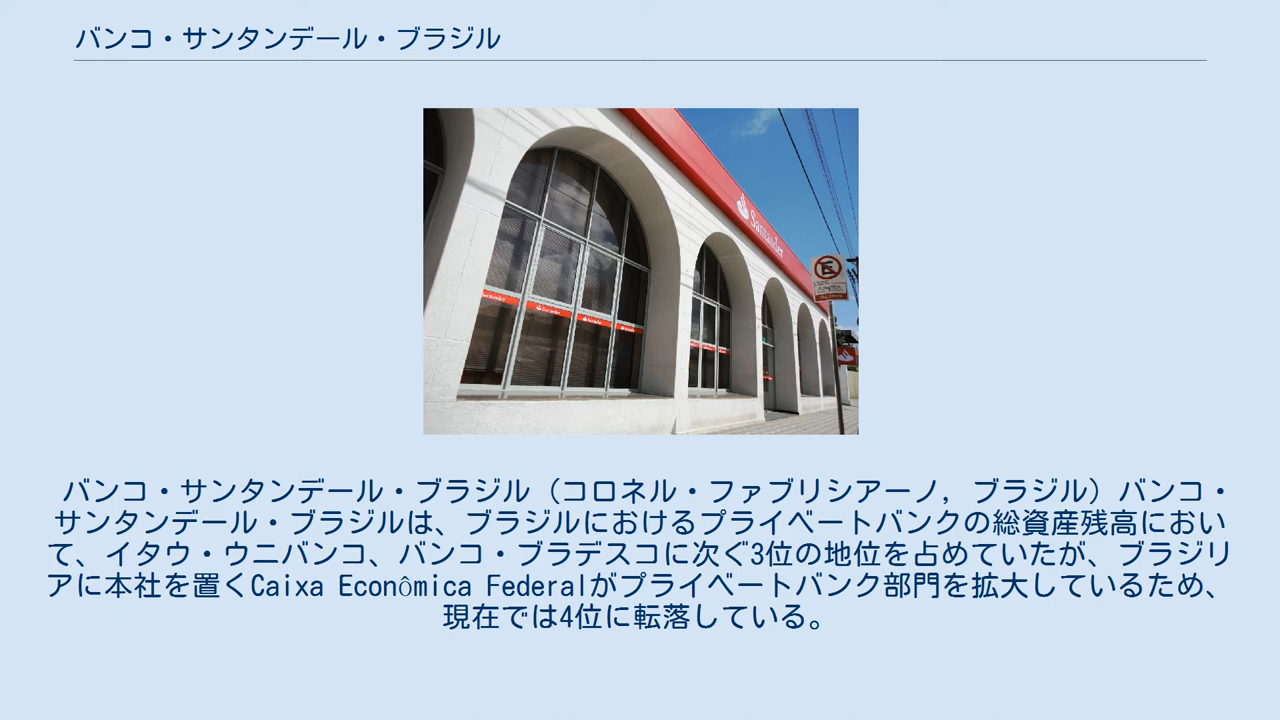 バンコ・サンタンデール・ブラジル
Santander
Santander
Santander
Santander
バンコ・サンタンデール・ブラジル（コロネル・ファブリシアーノ, ブラジル）バンコ・
サンタンデール・ブラジルは、ブラジルにおけるプライベートバンクの総資産残高におい
て、イタウ・ウニバンコ、バンコ・ブラデスコに次ぐ3位の地位を占めていたが、ブラジリ
アに本社を置くCaixa Econômica Federalがプライベートバンク部門を拡大しているため、
現在では4位に転落している。